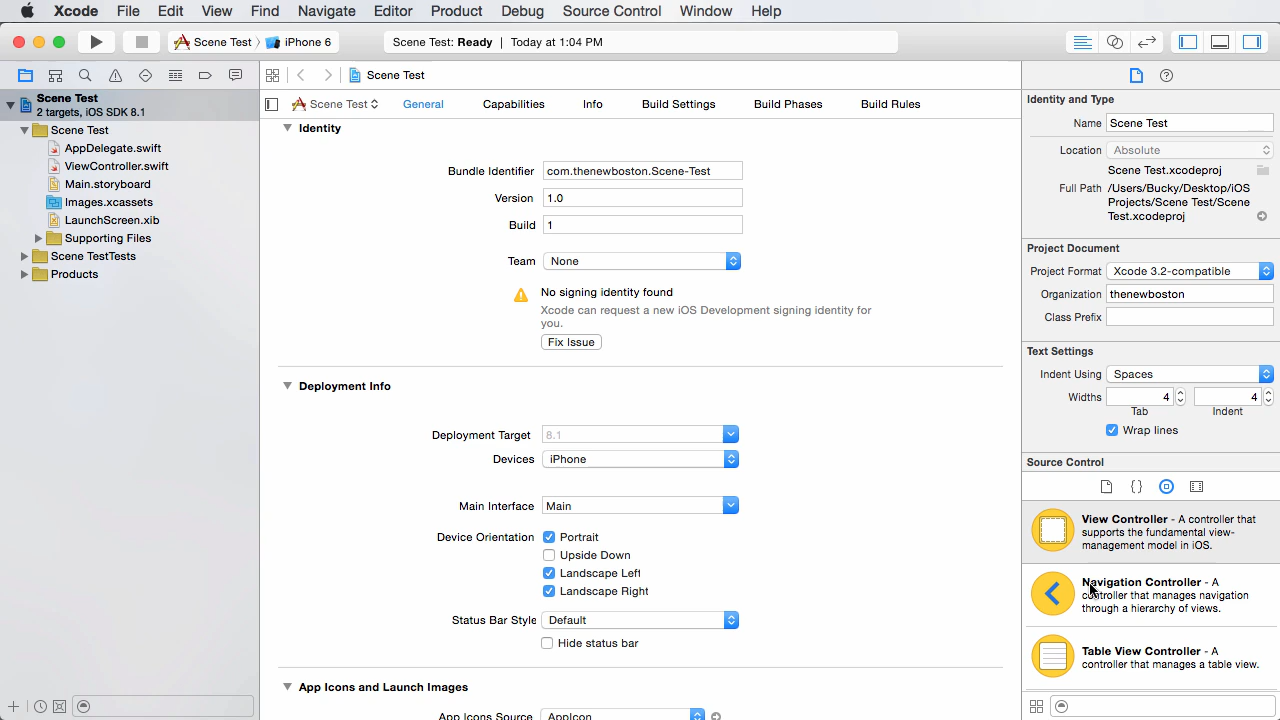 Xcode File Edit View Find Navigate Editor Product Debug Source Control Window Help
Scene Test iPhone 6
Scene Test: Ready | Today at 1:04 PM
Scene Test
2 targets, iOS SDK 8.1
Scene Test
AppDelegate.swift
ViewController.swift
Main.storyboard
Images.xcassets
LaunchScreen.xib
Supporting Files
Scene TestTests
Products
Scene Test
Scene Test General Capabilities Info Build Settings Build Phases Build Rules
Identity
Bundle Identifier com.thenewboston.Scene-Test
Version 1.0
Build 1
Team None
No signing identity found
Xcode can request a new iOS Development signing identity for
you.
Fix Issue
Deployment Info
Deployment Target 8.1
Devices iPhone
Main Interface Main
Device Orientation Portrait
Upside Down
Landscape Left
Landscape Right
Status Bar Style Default
Hide status bar
App Icons and Launch Images
App Icons Source AppIcon
Identity and Type
Name Scene Test
Location Absolute
Scene Test.xcodeproj
Full Path /Users/Bucky/Desktop/iOS
Projects/Scene Test/Scene
Test.xcodeproj
Project Document
Project Format Xcode 3.2-compatible
Organization thenewboston
Class Prefix
Text Settings
Indent Using Spaces
Widths 4 4
Tab Indent
Wrap lines
Source Control
{}
View Controller - A controller that
supports the fundamental view-
management model in iOS.
Navigation Controller - A
controller that manages navigation
through a hierarchy of views.
Table View Controller - A
controller that manages a table view.